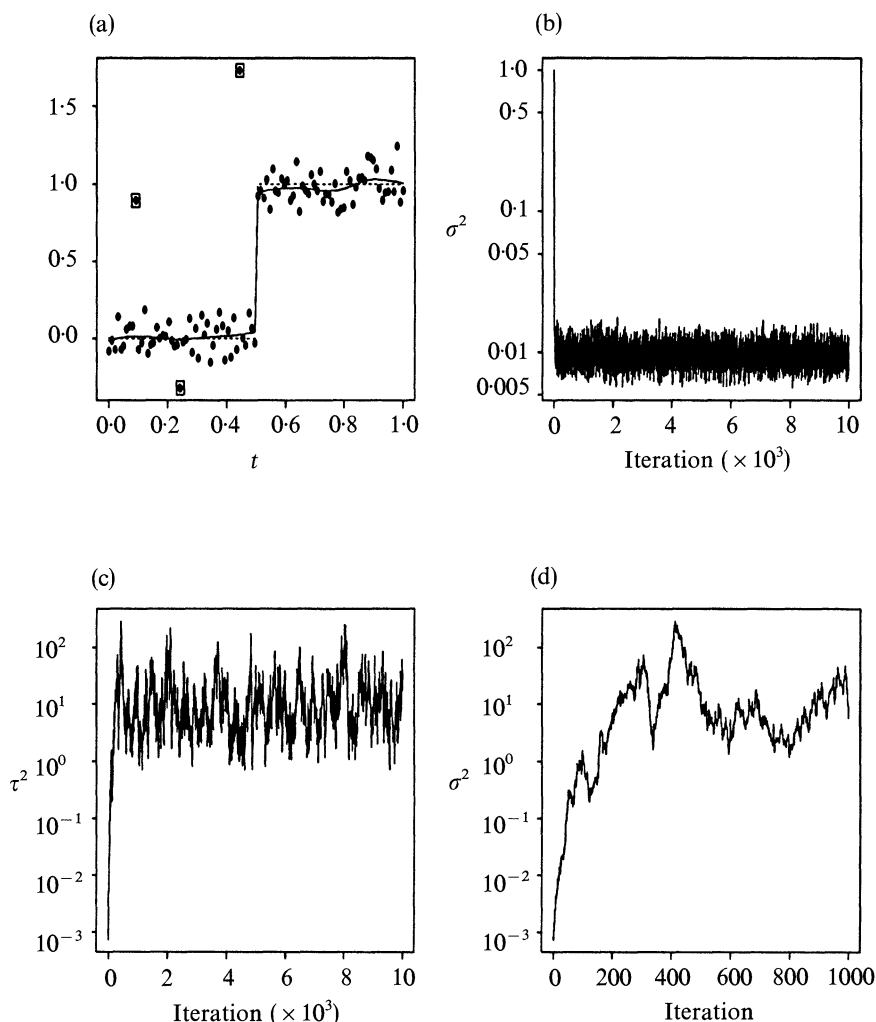 (a)
1·5
1·0
0·5
0·0
0·0 0·2 0·4 0·6 0·8 1·0
t
(b)
1·0
0·5
0·1
0·05
σ²
0·01
0·005
0 2 4 6 8 10
Iteration (×10³)
(c)
10²
10¹
10⁰
τ²
10⁻¹
10⁻²
10⁻³
0 2 4 6 8 10
Iteration (×10³)
(d)
10²
10¹
10⁰
σ²
10⁻¹
10⁻²
10⁻³
0 200 400 600 800 1000
Iteration